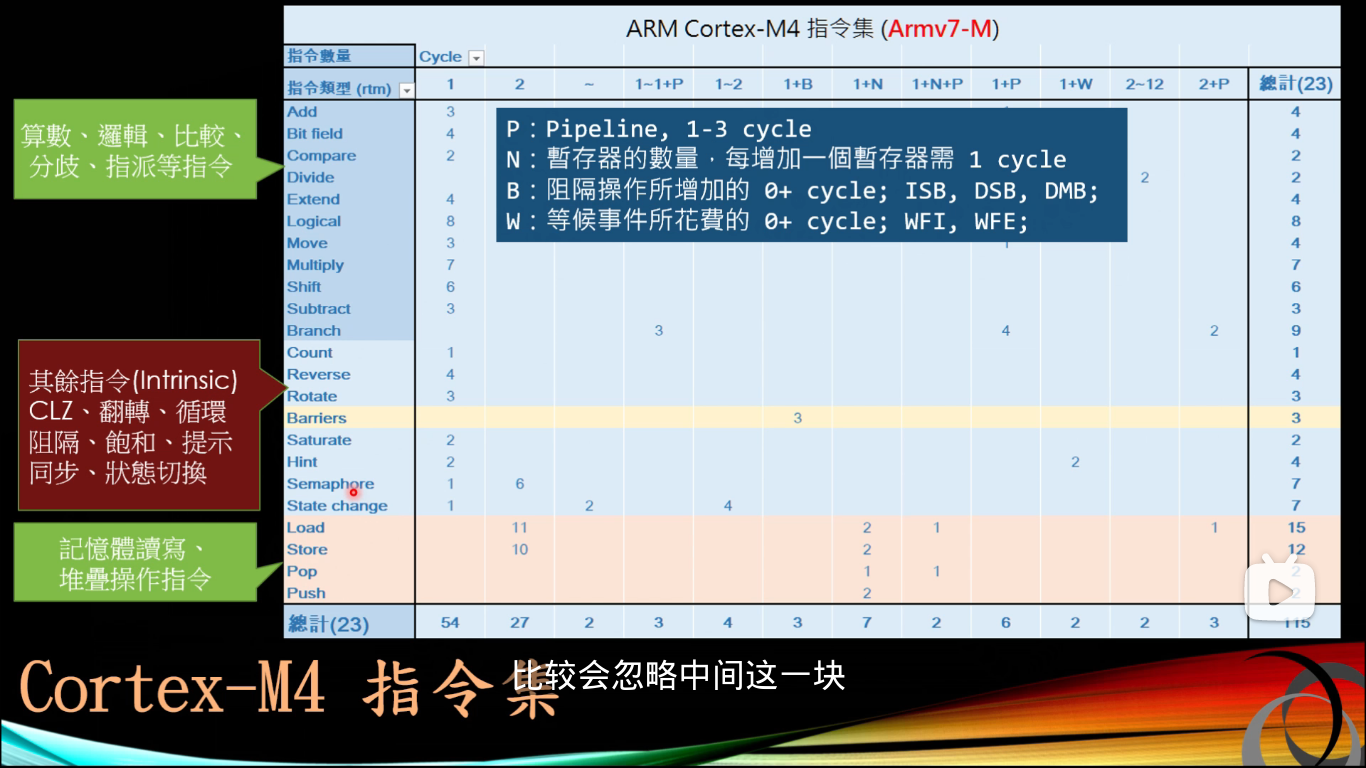 ARM Cortex-M4 指令集 (Armv7-M)
指令數量 Cycle
指令類型 (rtm) 1 2 ~ 1~1+P 1~2 1+B 1+N 1+N+P 1+P 1+W 2~12 2+P 總計(23)
Add 3 4
Bit field 4 4
Compare 2 2
Divide 2 2
Extend 4 4
Logical 8 8
Move 3 1 4
Multiply 7 7
Shift 6 6
Subtract 3 3
Branch 3 4 2 9
Count 1 1
Reverse 4 4
Rotate 3 3
Barriers 3 3
Saturate 2 2
Hint 2 2 4
Semaphore 1 6 7
State change 1 2 4 7
Load 11 2 1 1 15
Store 10 2 12
Pop 1 1 2
Push 2 2
總計(23) 54 27 2 3 4 3 7 2 6 2 2 3 115
P：Pipeline, 1-3 cycle
N：暫存器的數量，每增加一個暫存器需 1 cycle
B：阻隔操作所增加的 0+ cycle; ISB, DSB, DMB;
W：等候事件所花費的 0+ cycle; WFI, WFE;
算數、邏輯、比較、
分歧、指派等指令
其餘指令(Intrinsic)
CLZ、翻轉、循環
阻隔、飽和、提示
同步、狀態切換
記憶體讀寫、
堆疊操作指令
Cortex-M4 指令集
比较会忽略中间这一块